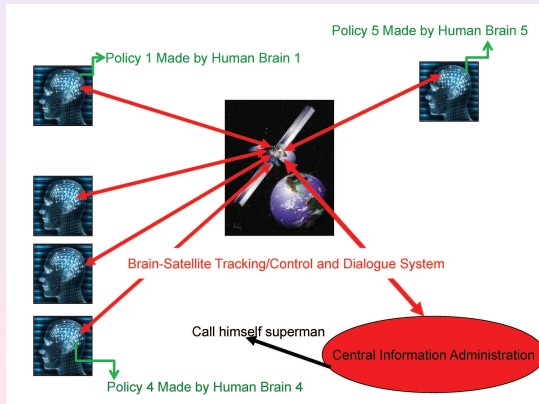 Policy 5 Made by Human Brain 5
Policy 1 Made by Human Brain 1
Brain-Satellite Tracking/Control and Dialogue System
Call himself superman
Central Information Administration
Policy 4 Made by Human Brain 4